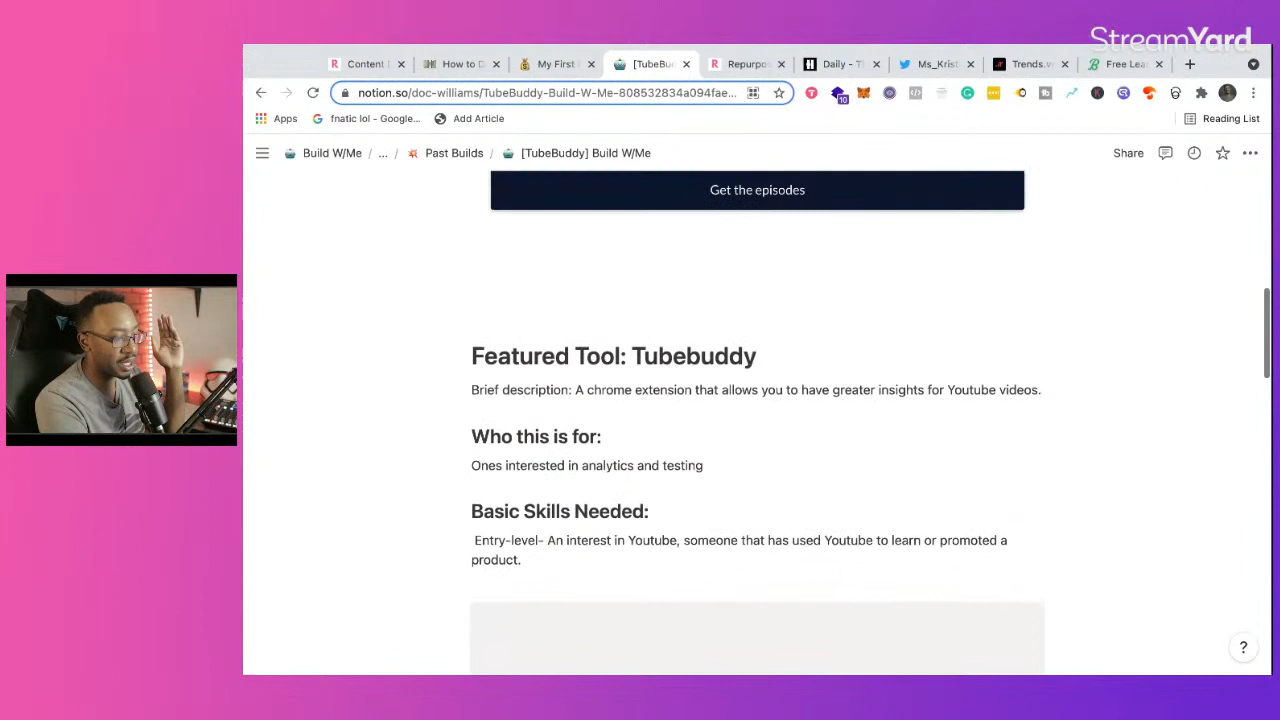 StreamYard
Content
How to D
My First
[TubeBu
Repurpos
Daily - T
Ms_Krist
Trends.v
Free Lea
notion.so/doc-williams/TubeBuddy-Build-W-Me-808532834a094fae...
10
Apps
fnatic lol - Google...
Add Article
Reading List
Build W/Me / ... / Past Builds / [TubeBuddy] Build W/Me
Share
Get the episodes
Featured Tool: Tubebuddy
Brief description: A chrome extension that allows you to have greater insights for Youtube videos.
Who this is for:
Ones interested in analytics and testing
Basic Skills Needed:
Entry-level- An interest in Youtube, someone that has used Youtube to learn or promoted a
product.
?